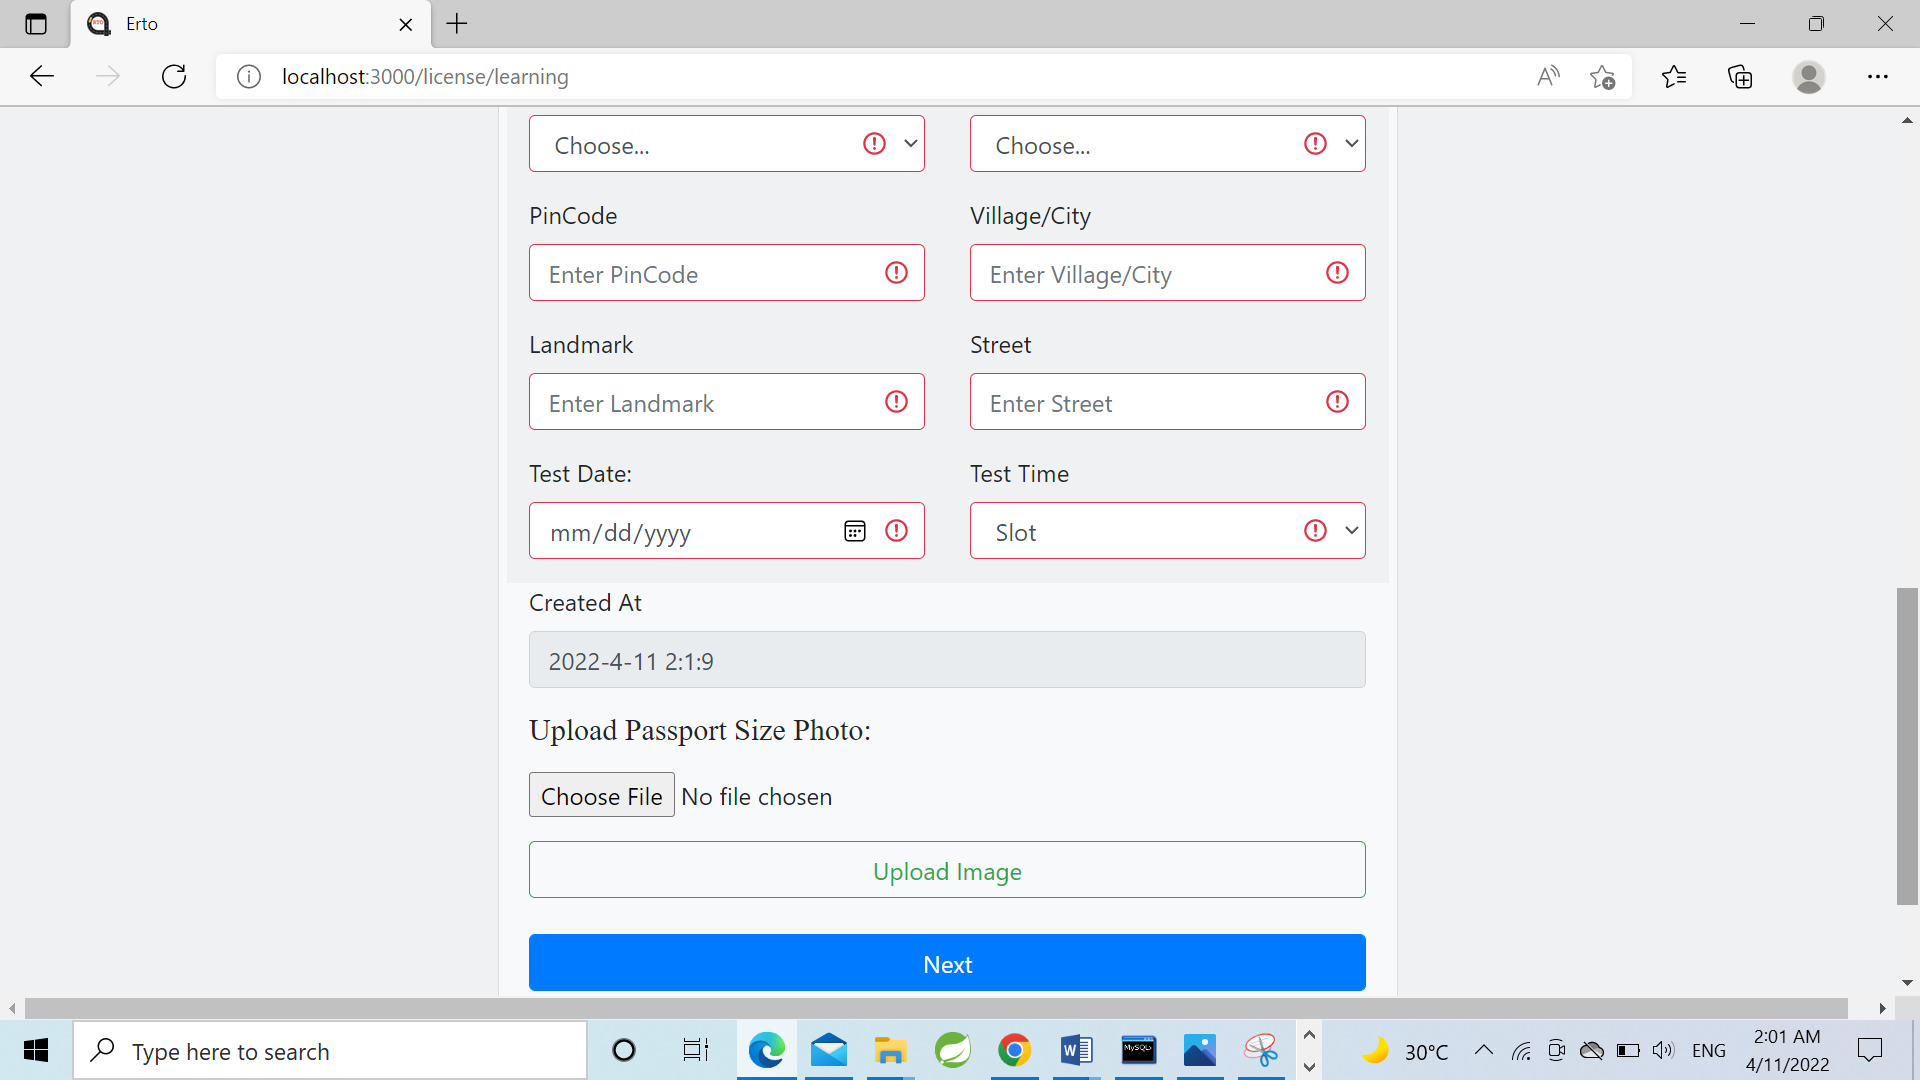 Erto
localhost:3000/license/learning
Choose... Choose...
PinCode Village/City
Enter PinCode Enter Village/City
Landmark Street
Enter Landmark Enter Street
Test Date: Test Time
mm/dd/yyyy Slot
Created At
2022-4-11 2:1:9
Upload Passport Size Photo:
Choose File No file chosen
Upload Image
Next
Type here to search MySQL 30°C ENG 2:01 AM
4/11/2022